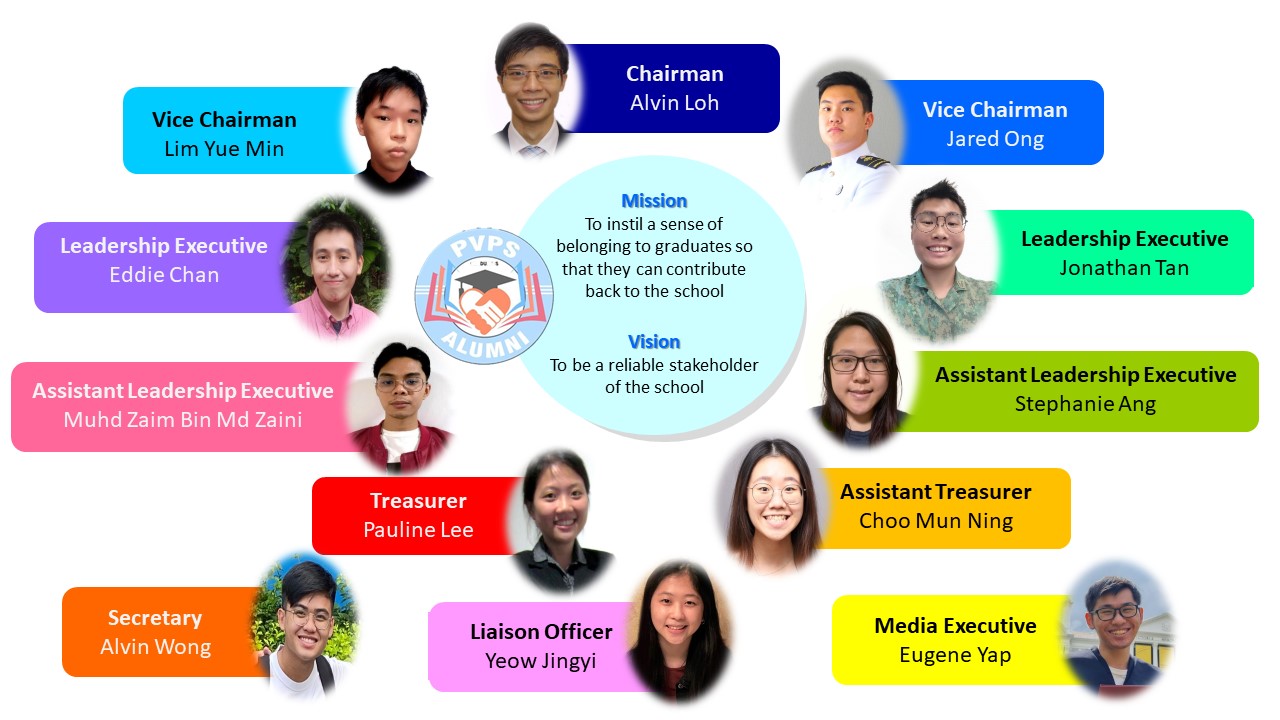 Chairman
Alvin Loh
Vice Chairman
Lim Yue Min
Vice Chairman
Jared Ong
Mission
To instil a sense of
belonging to graduates so
that they can contribute
back to the school
Vision
To be a reliable stakeholder
of the school
PVPS
ALUMNI
Leadership Executive
Eddie Chan
Leadership Executive
Jonathan Tan
Assistant Leadership Executive
Muhd Zaim Bin Md Zaini
Assistant Leadership Executive
Stephanie Ang
Treasurer
Pauline Lee
Assistant Treasurer
Choo Mun Ning
Secretary
Alvin Wong
Liaison Officer
Yeow Jingyi
Media Executive
Eugene Yap